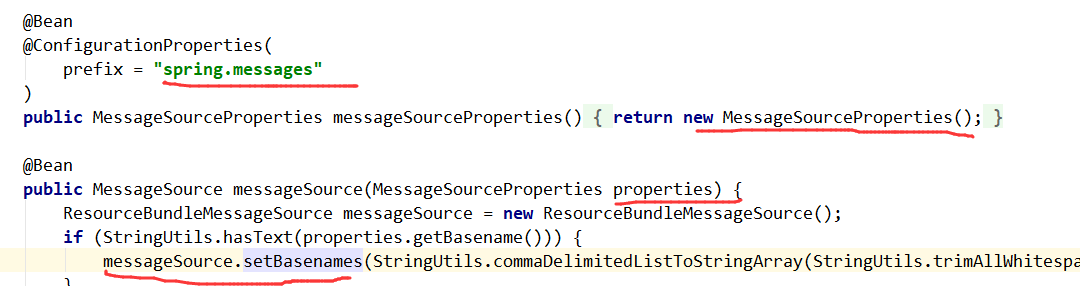 @Bean
@ConfigurationProperties(
prefix = "spring.messages"
)
public MessageSourceProperties messageSourceProperties() { return new MessageSourceProperties(); }
@Bean
public MessageSource messageSource(MessageSourceProperties properties) {
ResourceBundleMessageSource messageSource = new ResourceBundleMessageSource();
if (StringUtils.hasText(properties.getBasename())) {
messageSource.setBasenames(StringUtils.commaDelimitedListToStringArray(StringUtils.trimAllWhitespa
}